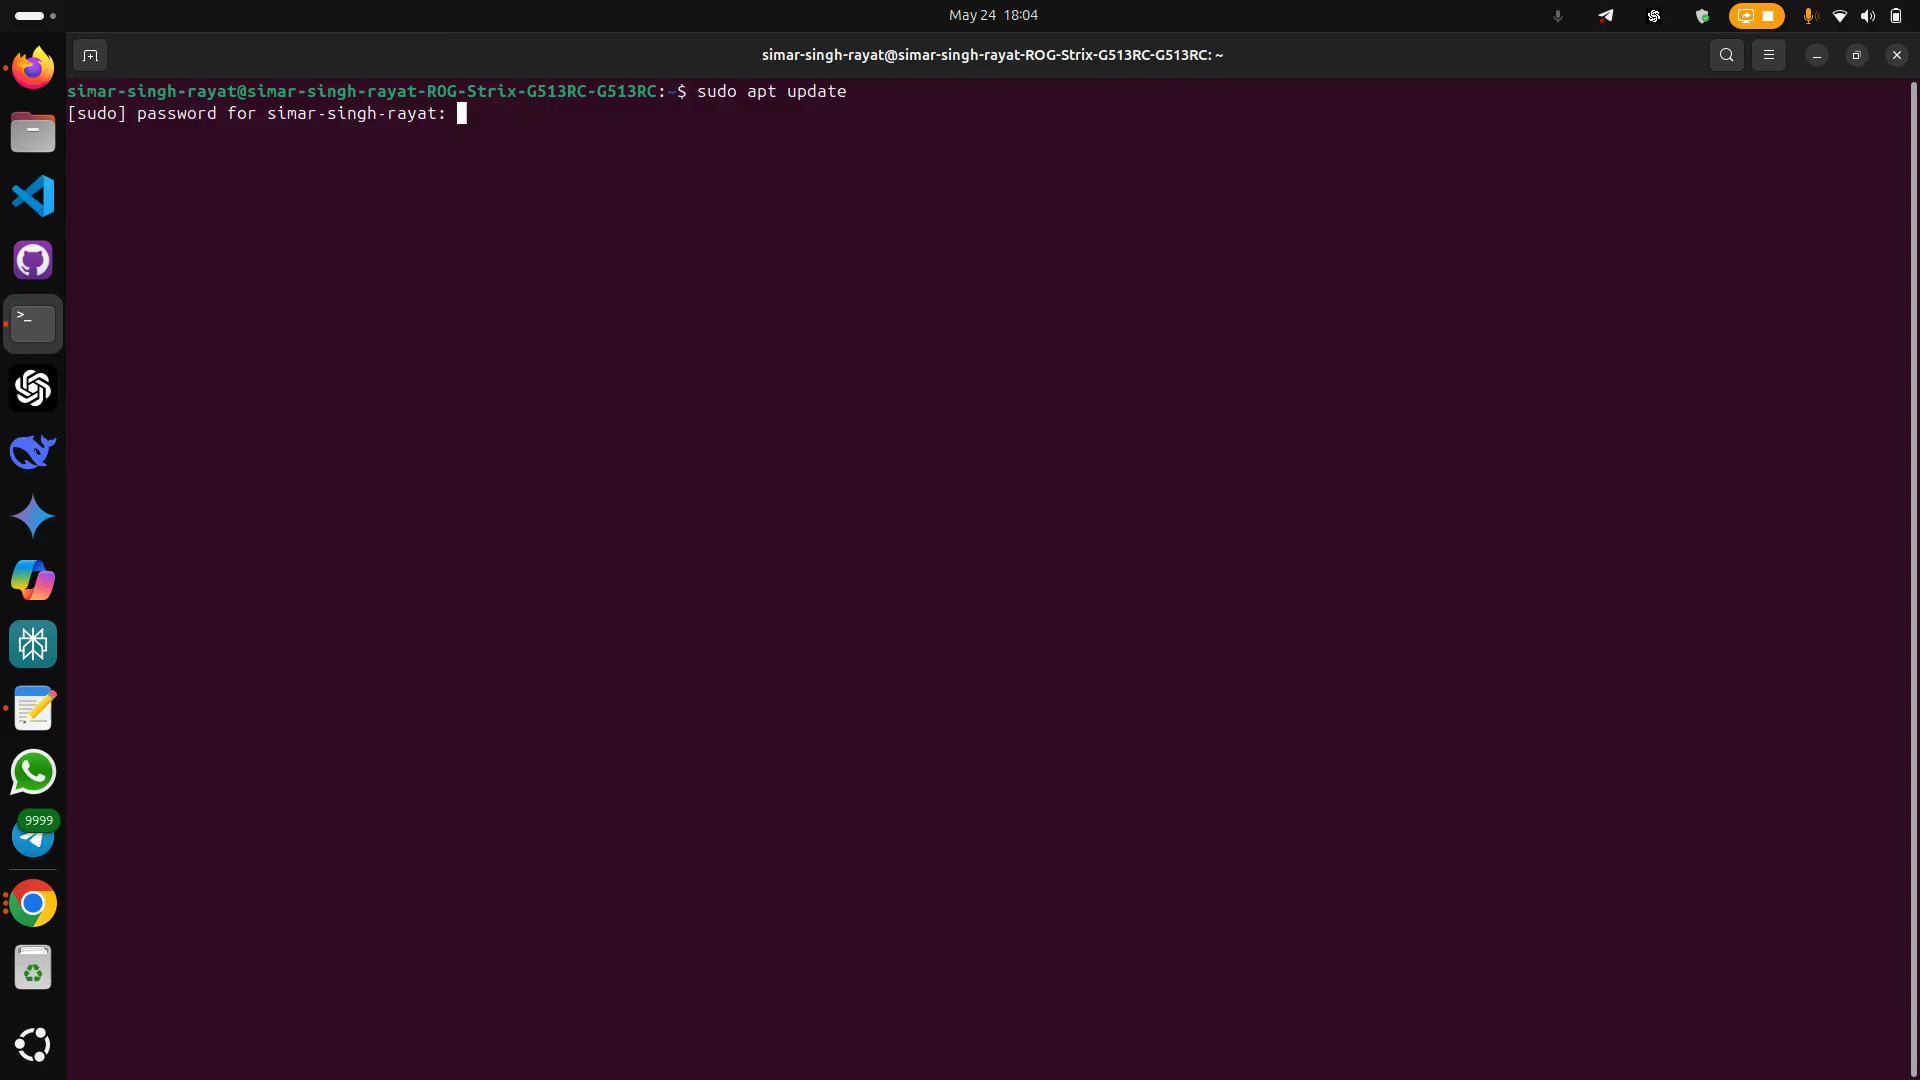 May 24 18:04
simar-singh-rayat@simar-singh-rayat-ROG-Strix-G513RC-G513RC: ~
simar-singh-rayat@simar-singh-rayat-ROG-Strix-G513RC-G513RC:~$ sudo apt update
[sudo] password for simar-singh-rayat:
>_
9999